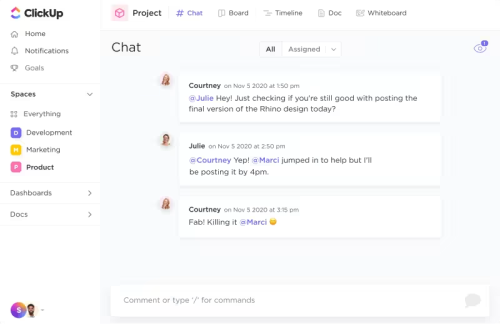 ClickUp
Home
Notifications
Goals
Spaces
Everything
D Development
M Marketing
P Product
Dashboards
Docs
S
Project
Chat
Board
Timeline
Doc
Whiteboard
Chat
All
Assigned
1
Courtney on Nov 5 2020 at 1:50 pm
@Julie Hey! Just checking if you're still good with posting the
final version of the Rhino design today?
Julie on Nov 5 2020 at 2:50 pm
@Courtney Yep! @Marci jumped in to help but I'll
be posting it by 4pm.
Courtney on Nov 5 2020 at 3:15 pm
Fab! Killing it @Marci 😄
Comment or type '/' for commands